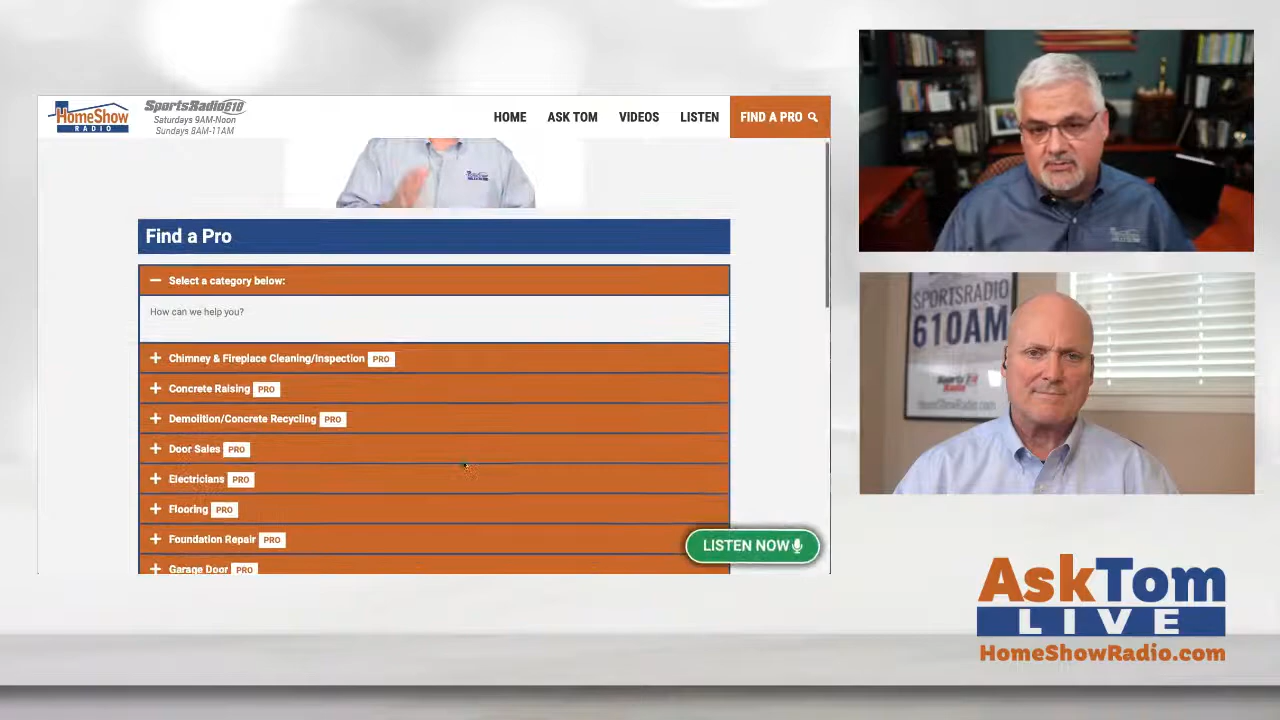 HomeShow
RADIO
SportsRadio610
Saturdays 9AM-Noon
Sundays 8AM-11AM
HOME
ASK TOM
VIDEOS
LISTEN
FIND A PRO
Find a Pro
Select a category below:
How can we help you?
Chimney & Fireplace Cleaning/Inspection PRO
Concrete Raising PRO
Demolition/Concrete Recycling PRO
Door Sales PRO
Electricians PRO
Flooring PRO
Foundation Repair PRO
Garage Door PRO
LISTEN NOW
SPORTSRADIO
610AM
HomeShowRadio.com
AskTom
LIVE
HomeShowRadio.com